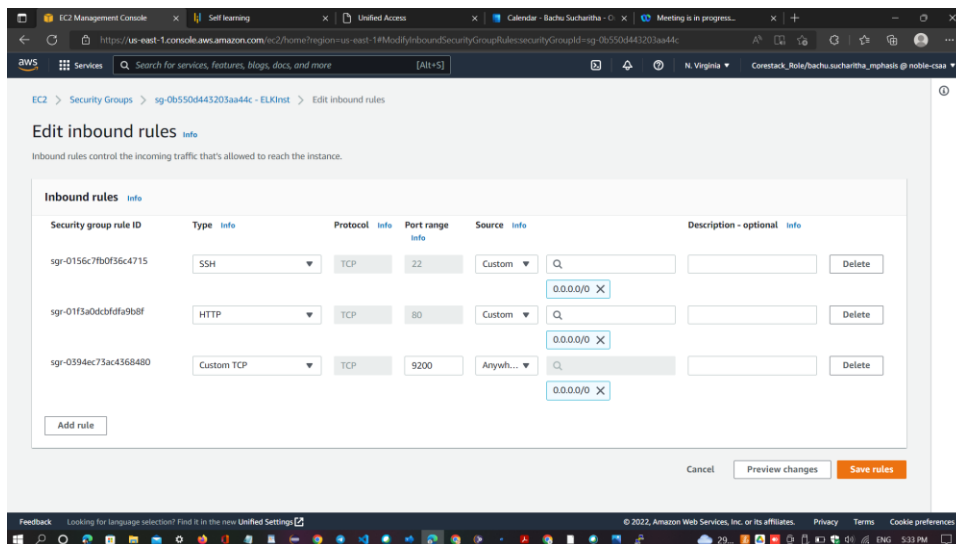 EC2 Management Console
Self learning
Unified Access
Calendar - Bachu Sucharitha - O
Meeting is in progress...
https://us-east-1.console.aws.amazon.com/ec2/home?region=us-east-1#ModifyInboundSecurityGroupRules:securityGroupId=sg-0b550d443203aa44c
aws
Services
Search for services, features, blogs, docs, and more
[Alt+S]
N. Virginia
Corestack_Role/bachu.sucharitha_mphasis @ noble-csaa
EC2 > Security Groups > sg-0b550d443203aa44c - ELKInst > Edit inbound rules
Edit inbound rules Info
Inbound rules control the incoming traffic that's allowed to reach the instance.
Inbound rules Info
Security group rule ID Type Info Protocol Info Port range Info Source Info Description - optional Info
sgr-0156c7fb0f36c4715 SSH TCP 22 Custom Delete
0.0.0.0/0
sgr-01f3a0dcbfdfa9b8f HTTP TCP 80 Custom Delete
0.0.0.0/0
sgr-0394ec73ac4368480 Custom TCP TCP 9200 Anywh... Delete
0.0.0.0/0
Add rule
Cancel Preview changes Save rules
Feedback Looking for language selection? Find it in the new Unified Settings © 2022, Amazon Web Services, Inc. or its affiliates. Privacy Terms Cookie preferences
29... ENG 5:33 PM